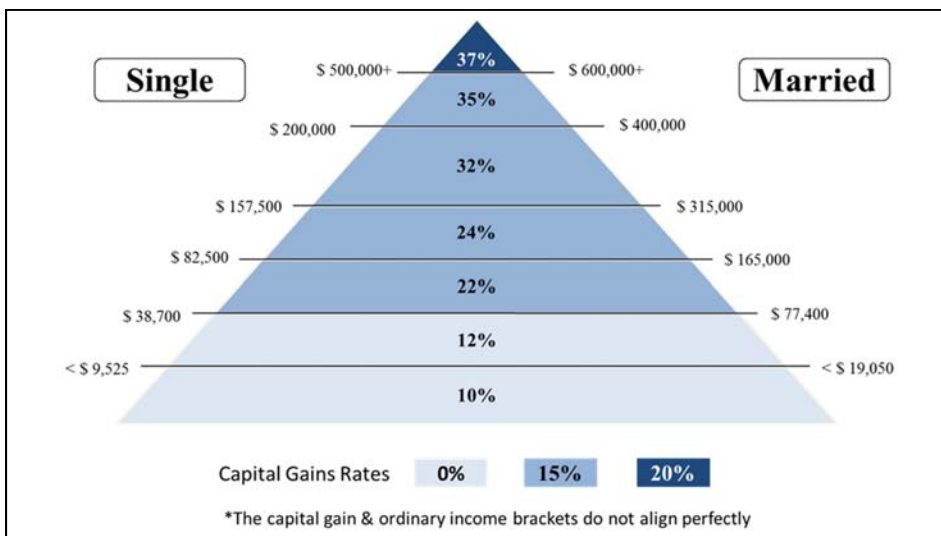 37%
$ 500,000+ $ 600,000+
Single Married
35%
$ 200,000 $ 400,000
32%
$ 157,500 $ 315,000
24%
$ 82,500 $ 165,000
22%
$ 38,700 $ 77,400
12%
< $ 9,525 < $ 19,050
10%
Capital Gains Rates 0% 15% 20%
*The capital gain & ordinary income brackets do not align perfectly